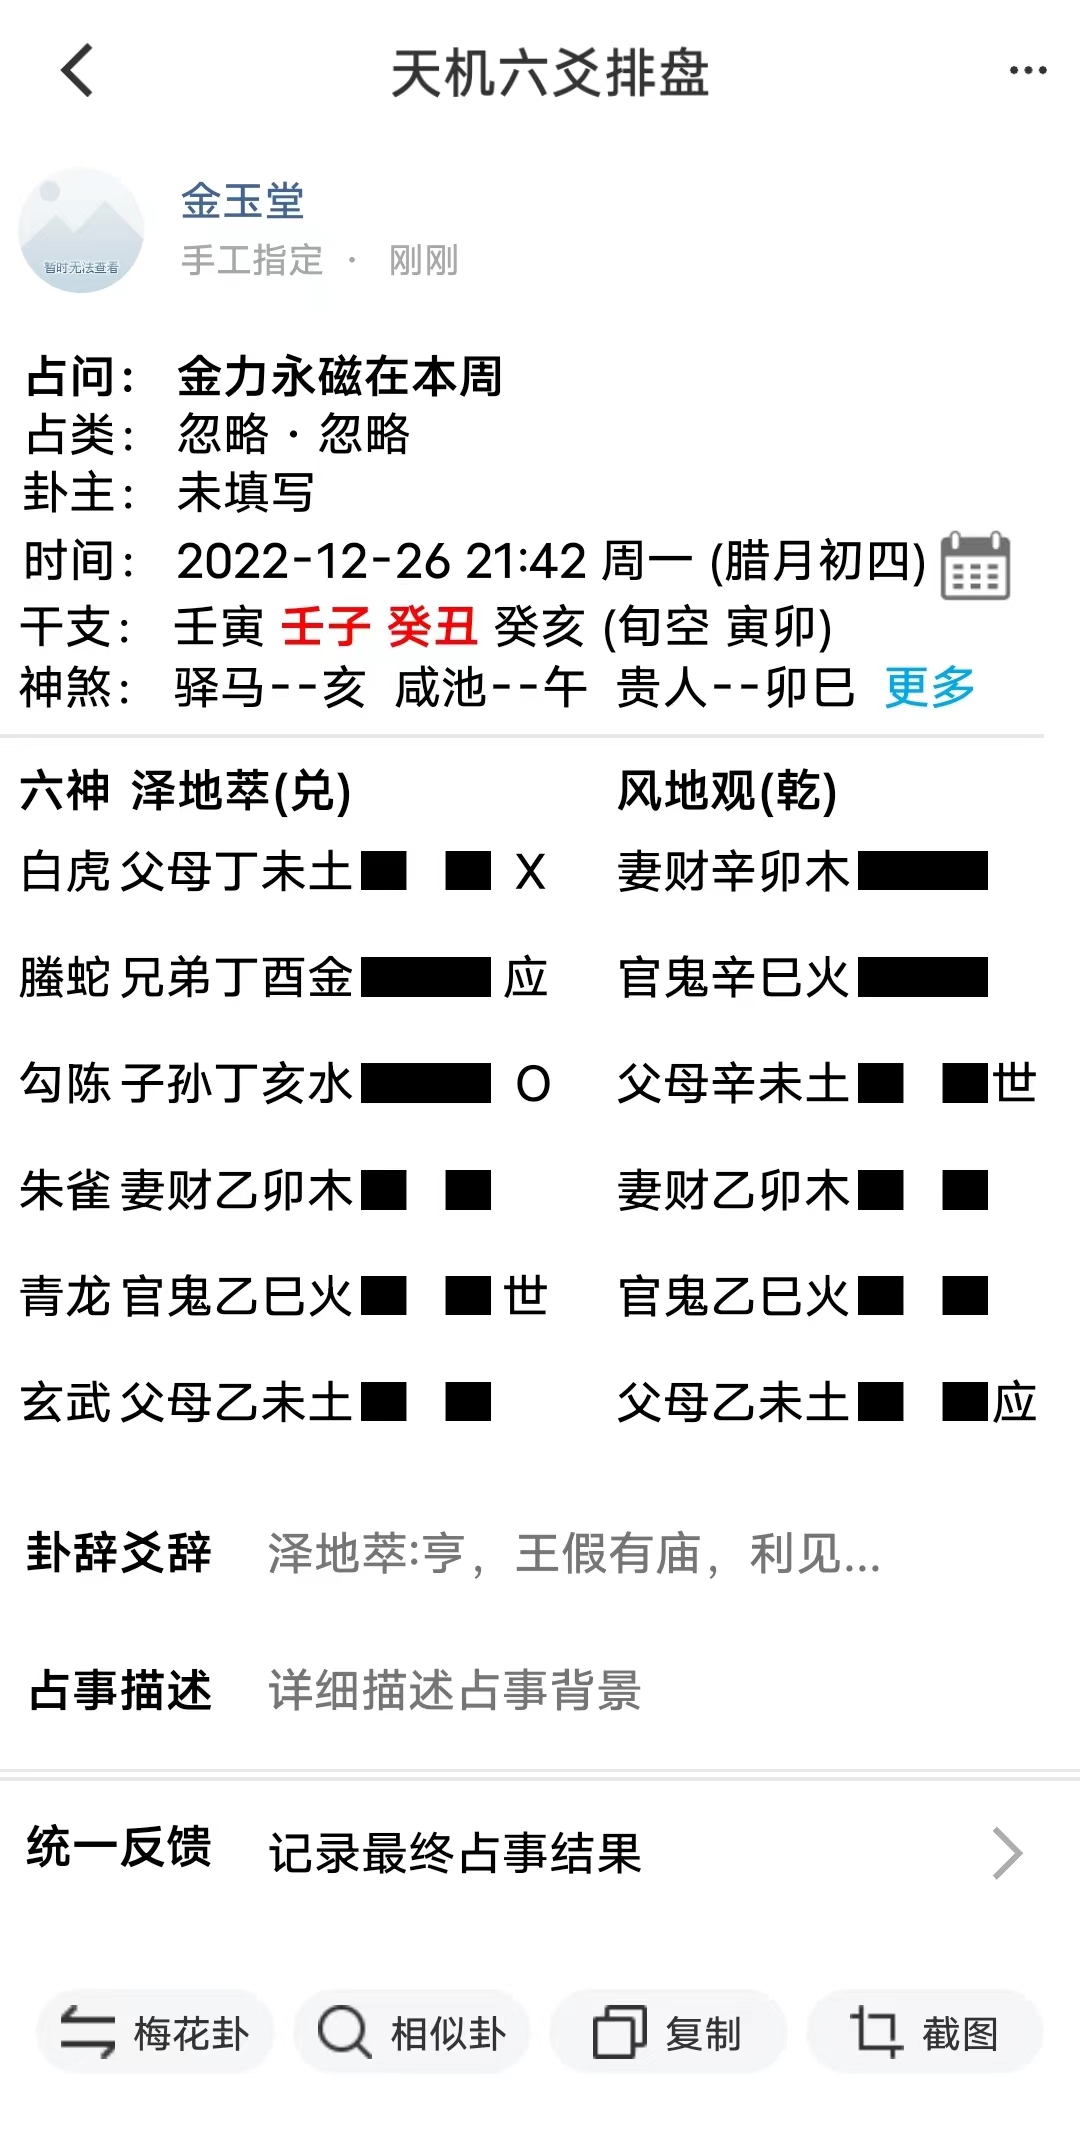 天机六爻排盘
金玉堂
暂时无法查看
手工指定 · 刚刚
占问： 金力永磁在本周
占类： 忽略 · 忽略
卦主： 未填写
时间： 2022-12-26 21:42 周一 (腊月初四)
干支： 壬寅 壬子 癸丑 癸亥 (旬空 寅卯)
神煞： 驿马--亥 咸池--午 贵人--卯巳 更多
六神 泽地萃(兑) 风地观(乾)
白虎 父母丁未土 X 妻财辛卯木
螣蛇 兄弟丁酉金 应 官鬼辛巳火
勾陈 子孙丁亥水 O 父母辛未土 世
朱雀 妻财乙卯木 妻财乙卯木
青龙 官鬼乙巳火 世 官鬼乙巳火
玄武 父母乙未土 父母乙未土 应
卦辞爻辞 泽地萃:亨，王假有庙，利见...
占事描述 详细描述占事背景
统一反馈 记录最终占事结果
梅花卦 相似卦 复制 截图